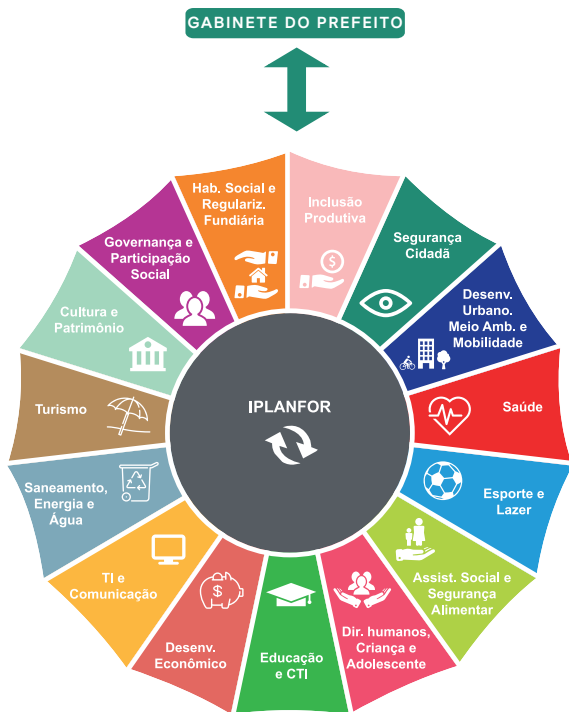 GABINETE DO PREFEITO
Hab. Social e
Regulariz.
Fundiária
Inclusão
Produtiva
Segurança
Cidadã
Desenv.
Urbano.
Meio Amb. e
Mobilidade
Saúde
Esporte e
Lazer
Assist. Social e
Segurança
Alimentar
Dir. humanos,
Criança e
Adolescente
Educação
e CTI
Desenv.
Econômico
TI e
Comunicação
Saneamento,
Energia e
Água
Turismo
Cultura e
Patrimônio
Governança e
Participação
Social
IPLANFOR
$
$